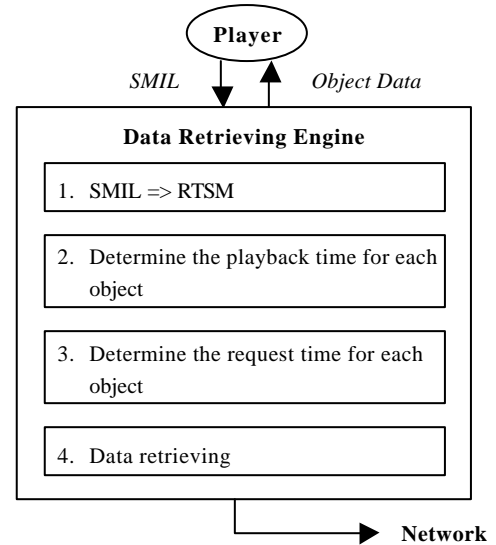 Player
SMIL
Object Data
Data Retrieving Engine
1. SMIL => RTSM
2. Determine the playback time for each
object
3. Determine the request time for each
object
4. Data retrieving
Network